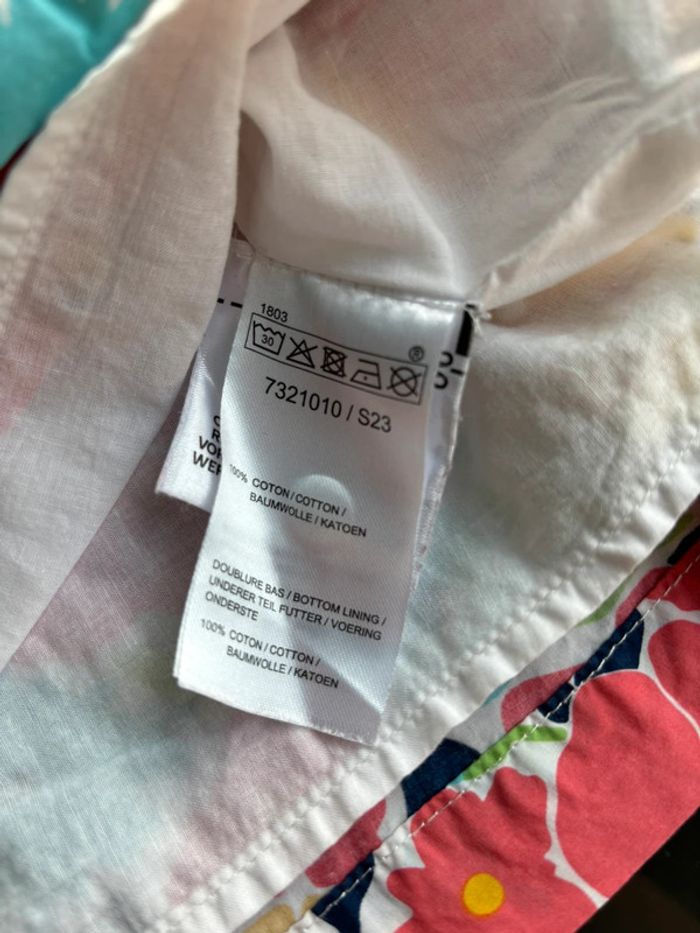 1803
30
®
7321010 / S23
100% COTON / COTTON /
BAUMWOLLE / KATOEN
DOUBLURE BAS / BOTTOM LINING /
UNDERER TEIL FUTTER / VOERING
ONDERSTE
100% COTON / COTTON /
BAUMWOLLE / KATOEN